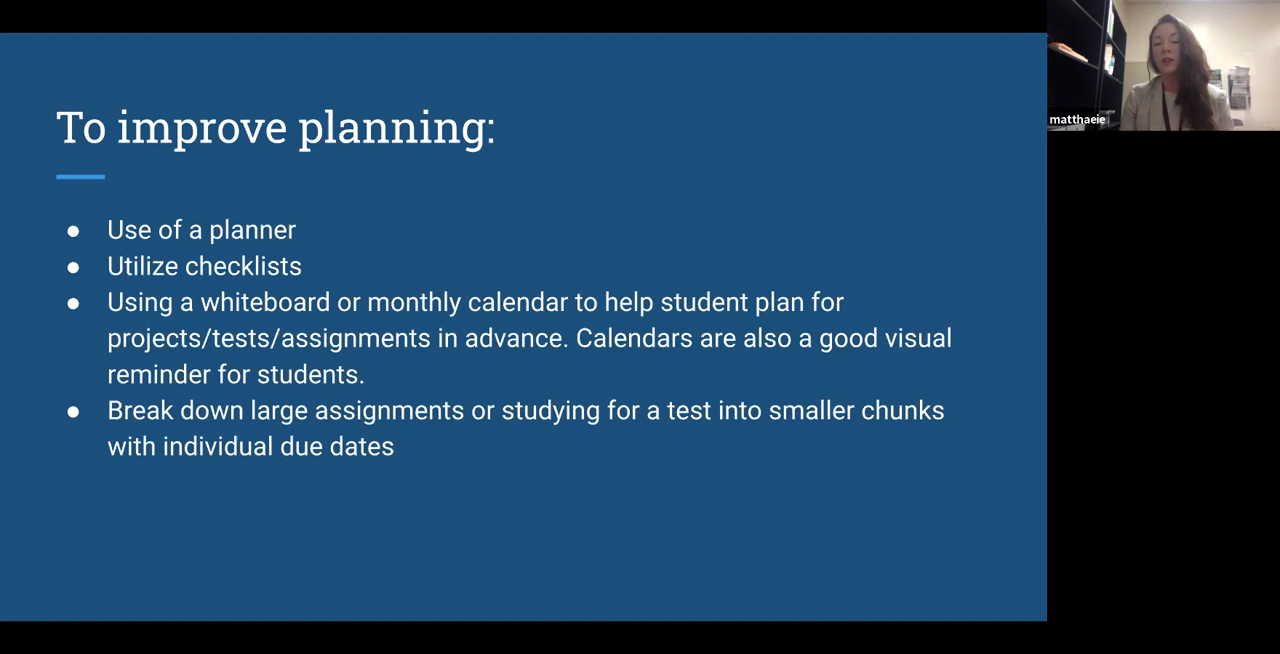 To improve planning:
● Use of a planner
● Utilize checklists
● Using a whiteboard or monthly calendar to help student plan for
projects/tests/assignments in advance. Calendars are also a good visual
reminder for students.
● Break down large assignments or studying for a test into smaller chunks
with individual due dates
matthaeie